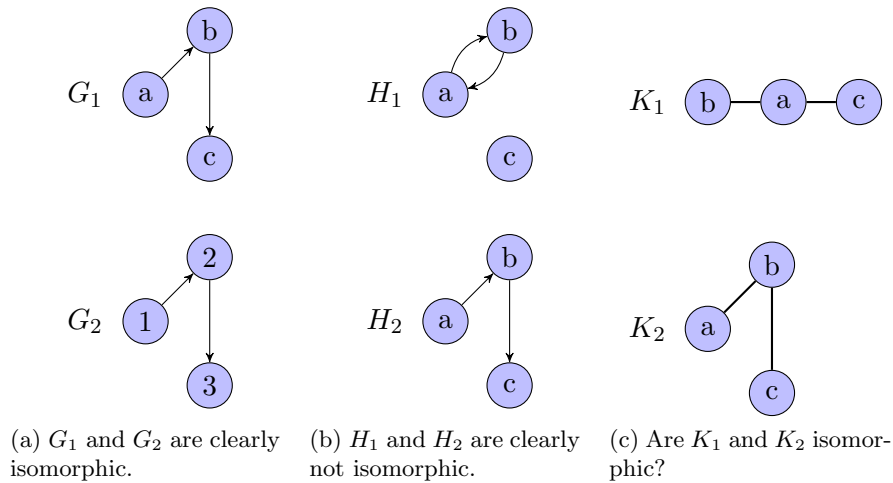 b
G₁ a
c
2
G₂ 1
3
(a) G₁ and G₂ are clearly
isomorphic.
b
H₁ a
c
b
H₂ a
c
(b) H₁ and H₂ are clearly
not isomorphic.
K₁ b a c
b
K₂ a
c
(c) Are K₁ and K₂ isomor-
phic?